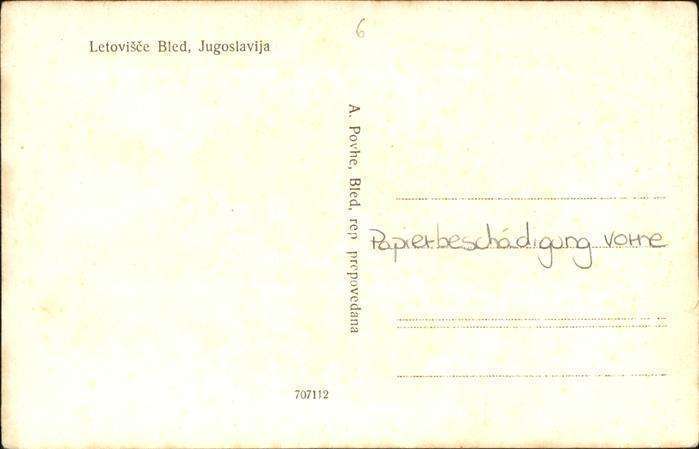 6
Letovišče Bled, Jugoslavija
A. Povhe, Bled, rep prepovedana
Papierbeschädigung vorne
707112